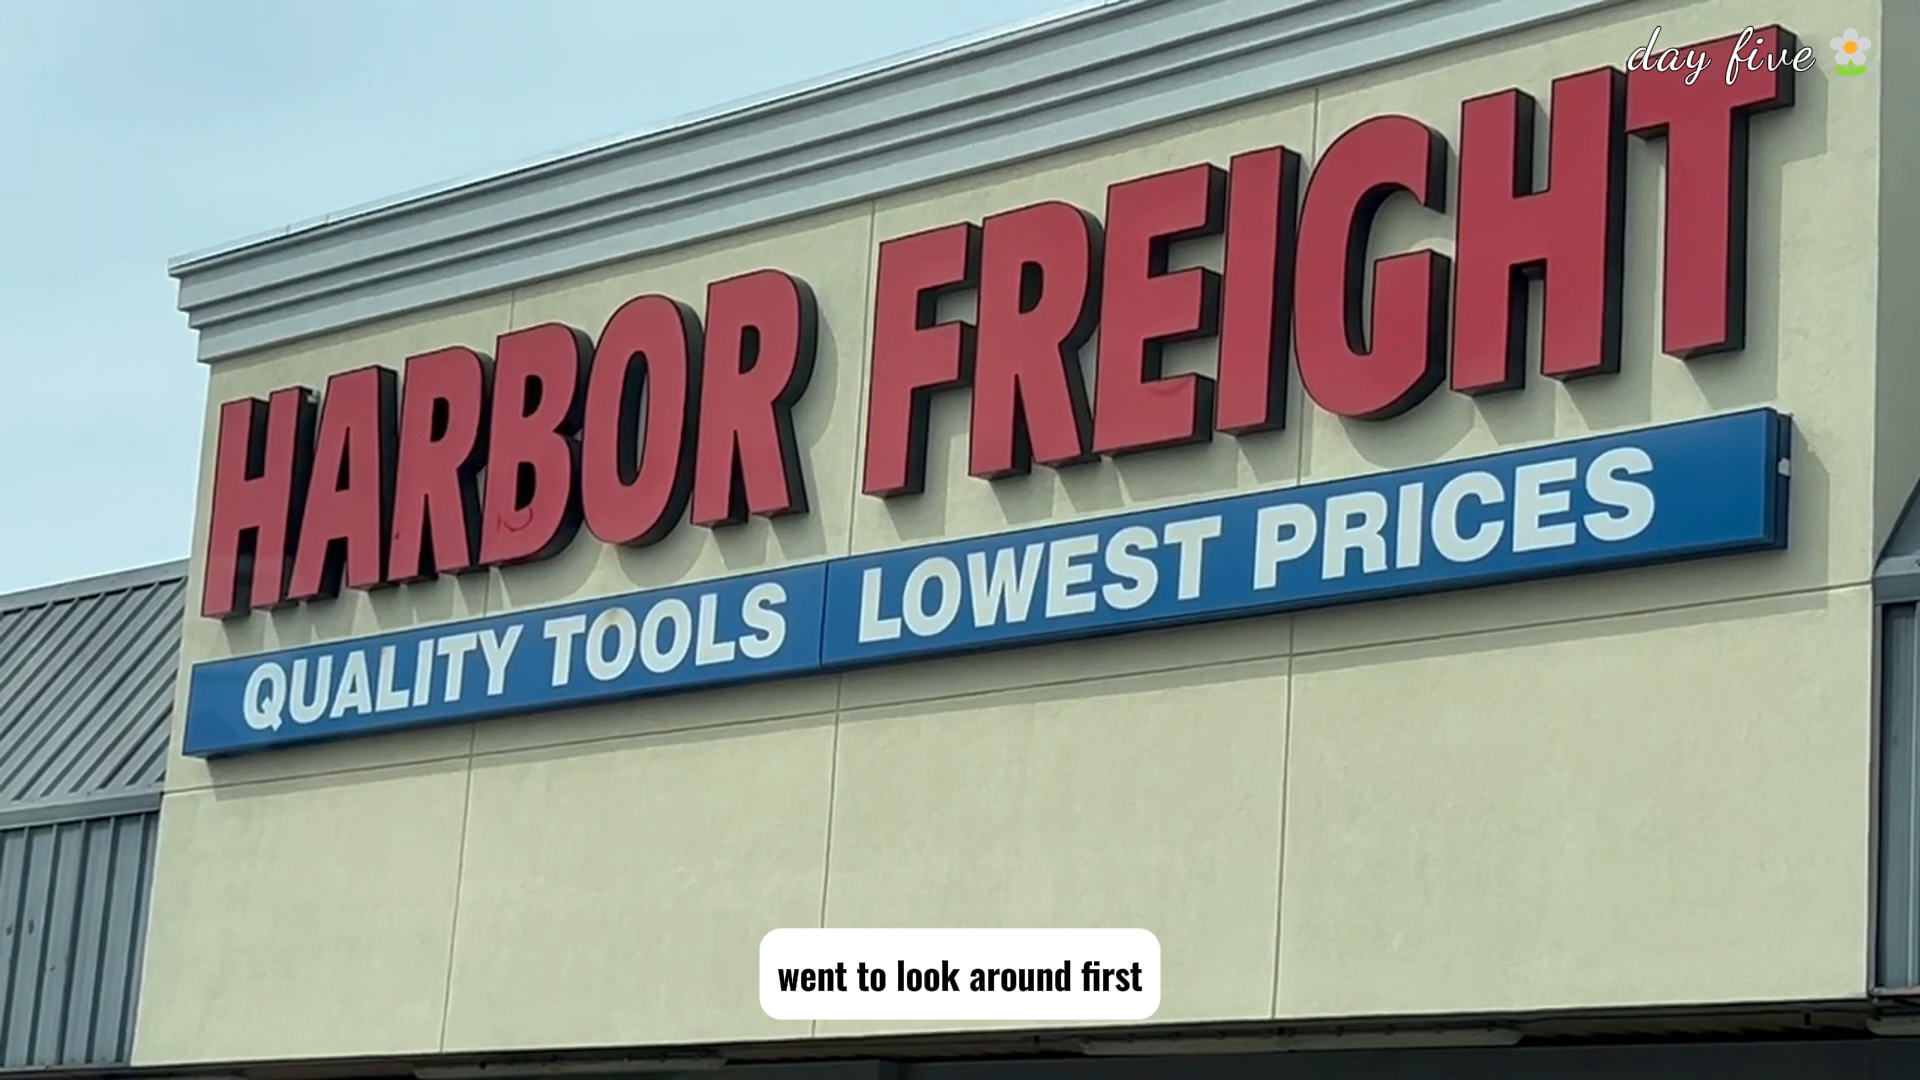 day five
HARBOR FREIGHT
QUALITY TOOLS LOWEST PRICES
went to look around first